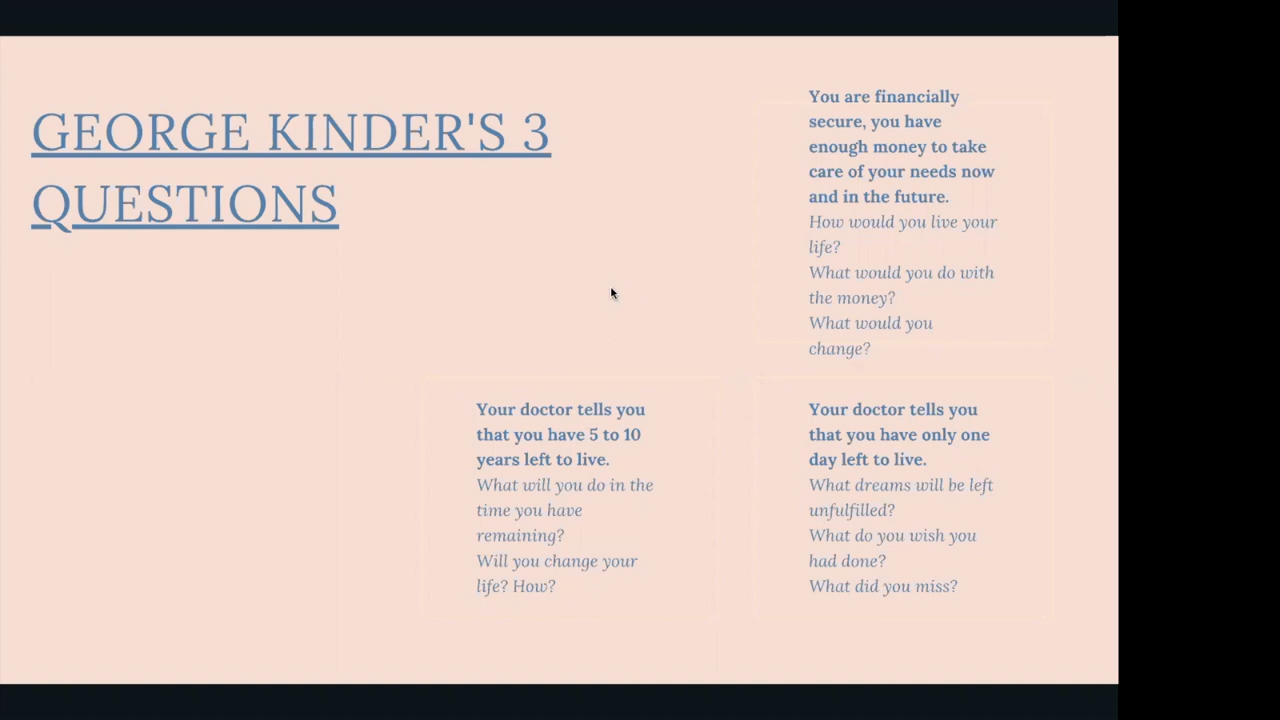 GEORGE KINDER'S 3
QUESTIONS
You are financially
secure, you have
enough money to take
care of your needs now
and in the future.
How would you live your
life?
What would you do with
the money?
What would you
change?
Your doctor tells you
that you have 5 to 10
years left to live.
What will you do in the
time you have
remaining?
Will you change your
life? How?
Your doctor tells you
that you have only one
day left to live.
What dreams will be left
unfulfilled?
What do you wish you
had done?
What did you miss?